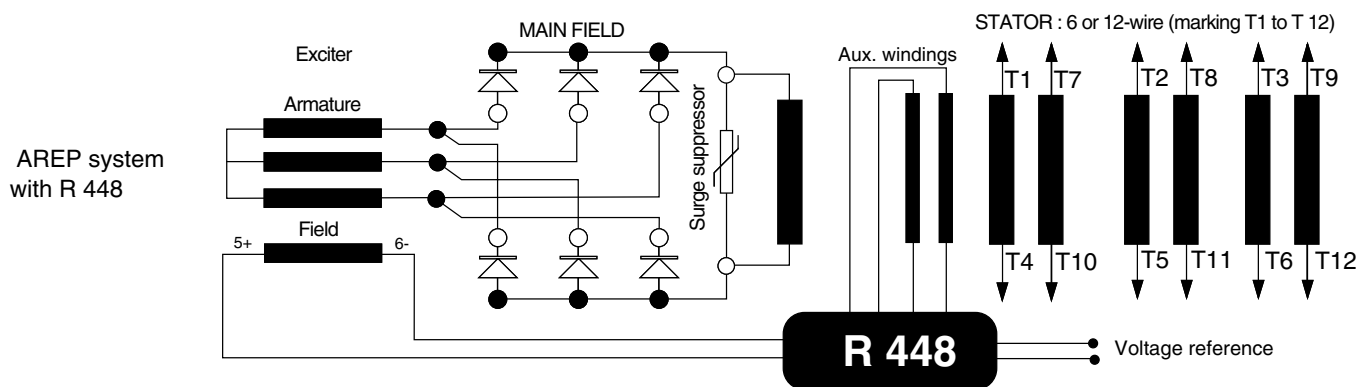 STATOR : 6 or 12-wire (marking T1 to T 12)
MAIN FIELD
Exciter
Aux. windings
T1
T7
T2
T8
T3
T9
Armature
Surge suppressor
AREP system
with R 448
Field
5+
6-
T4
T10
T5
T11
T6
T12
R 448
Voltage reference